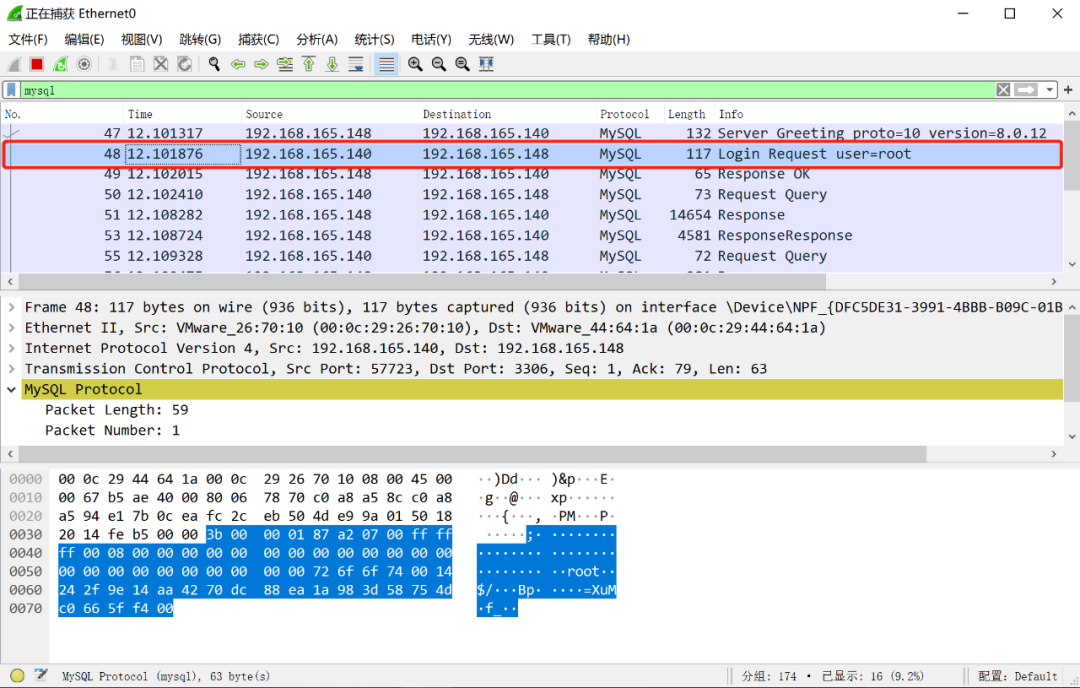 正在捕获 Ethernet0
文件(F) 编辑(E) 视图(V) 跳转(G) 捕获(C) 分析(A) 统计(S) 电话(Y) 无线(W) 工具(T) 帮助(H)
mysql
No. Time Source Destination Protocol Length Info
47 12.101317 192.168.165.148 192.168.165.140 MySQL 132 Server Greeting proto=10 version=8.0.12
48 12.101876 192.168.165.140 192.168.165.148 MySQL 117 Login Request user=root
49 12.102015 192.168.165.148 192.168.165.140 MySQL 65 Response OK
50 12.102410 192.168.165.140 192.168.165.148 MySQL 73 Request Query
51 12.108282 192.168.165.148 192.168.165.140 MySQL 14654 Response
53 12.108724 192.168.165.148 192.168.165.140 MySQL 4581 ResponseResponse
55 12.109328 192.168.165.140 192.168.165.148 MySQL 72 Request Query
Frame 48: 117 bytes on wire (936 bits), 117 bytes captured (936 bits) on interface \Device\NPF_{DFC5DE31-3991-4BBB-B09C-01B
Ethernet II, Src: VMware_26:70:10 (00:0c:29:26:70:10), Dst: VMware_44:64:1a (00:0c:29:44:64:1a)
Internet Protocol Version 4, Src: 192.168.165.140, Dst: 192.168.165.148
Transmission Control Protocol, Src Port: 57723, Dst Port: 3306, Seq: 1, Ack: 79, Len: 63
MySQL Protocol
Packet Length: 59
Packet Number: 1
0000 00 0c 29 44 64 1a 00 0c 29 26 70 10 08 00 45 00 ··)Dd··· )&p···E·
0010 00 67 b5 ae 40 00 80 06 78 70 c0 a8 a5 8c c0 a8 ·g··@··· xp······
0020 a5 94 e1 7b 0c ea fc 2c eb 50 4d e9 9a 01 50 18 ···{···, ·PM···P·
0030 20 14 fe b5 00 00 3b 00 00 01 87 a2 07 00 ff ff ·····;· ········
0040 ff 00 08 00 00 00 00 00 00 00 00 00 00 00 00 00 ········ ········
0050 00 00 00 00 00 00 00 00 00 00 72 6f 6f 74 00 14 ········ ··root··
0060 24 2f 9e 14 aa 42 70 dc 88 ea 1a 98 3d 58 75 4d $/···Bp· ····=XuM
0070 c0 66 5f f4 00 ·f_··
MySQL Protocol (mysql), 63 byte(s) 分组: 174 · 已显示: 16 (9.2%) 配置: Default